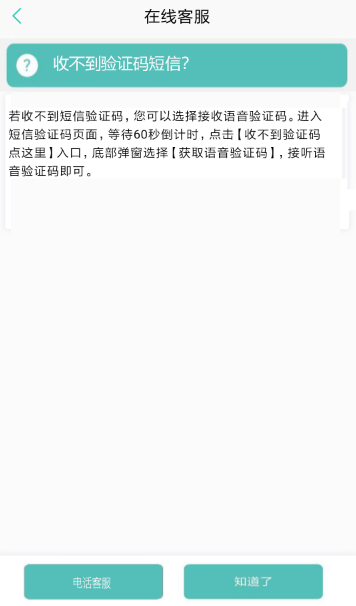 在线客服
收不到验证码短信？
若收不到短信验证码，您可以选择接收语音验证码。进入
短信验证码页面，等待60秒倒计时，点击【收不到验证码
点这里】入口，底部弹窗选择【获取语音验证码】，接听语
音验证码即可。
电话客服
知道了